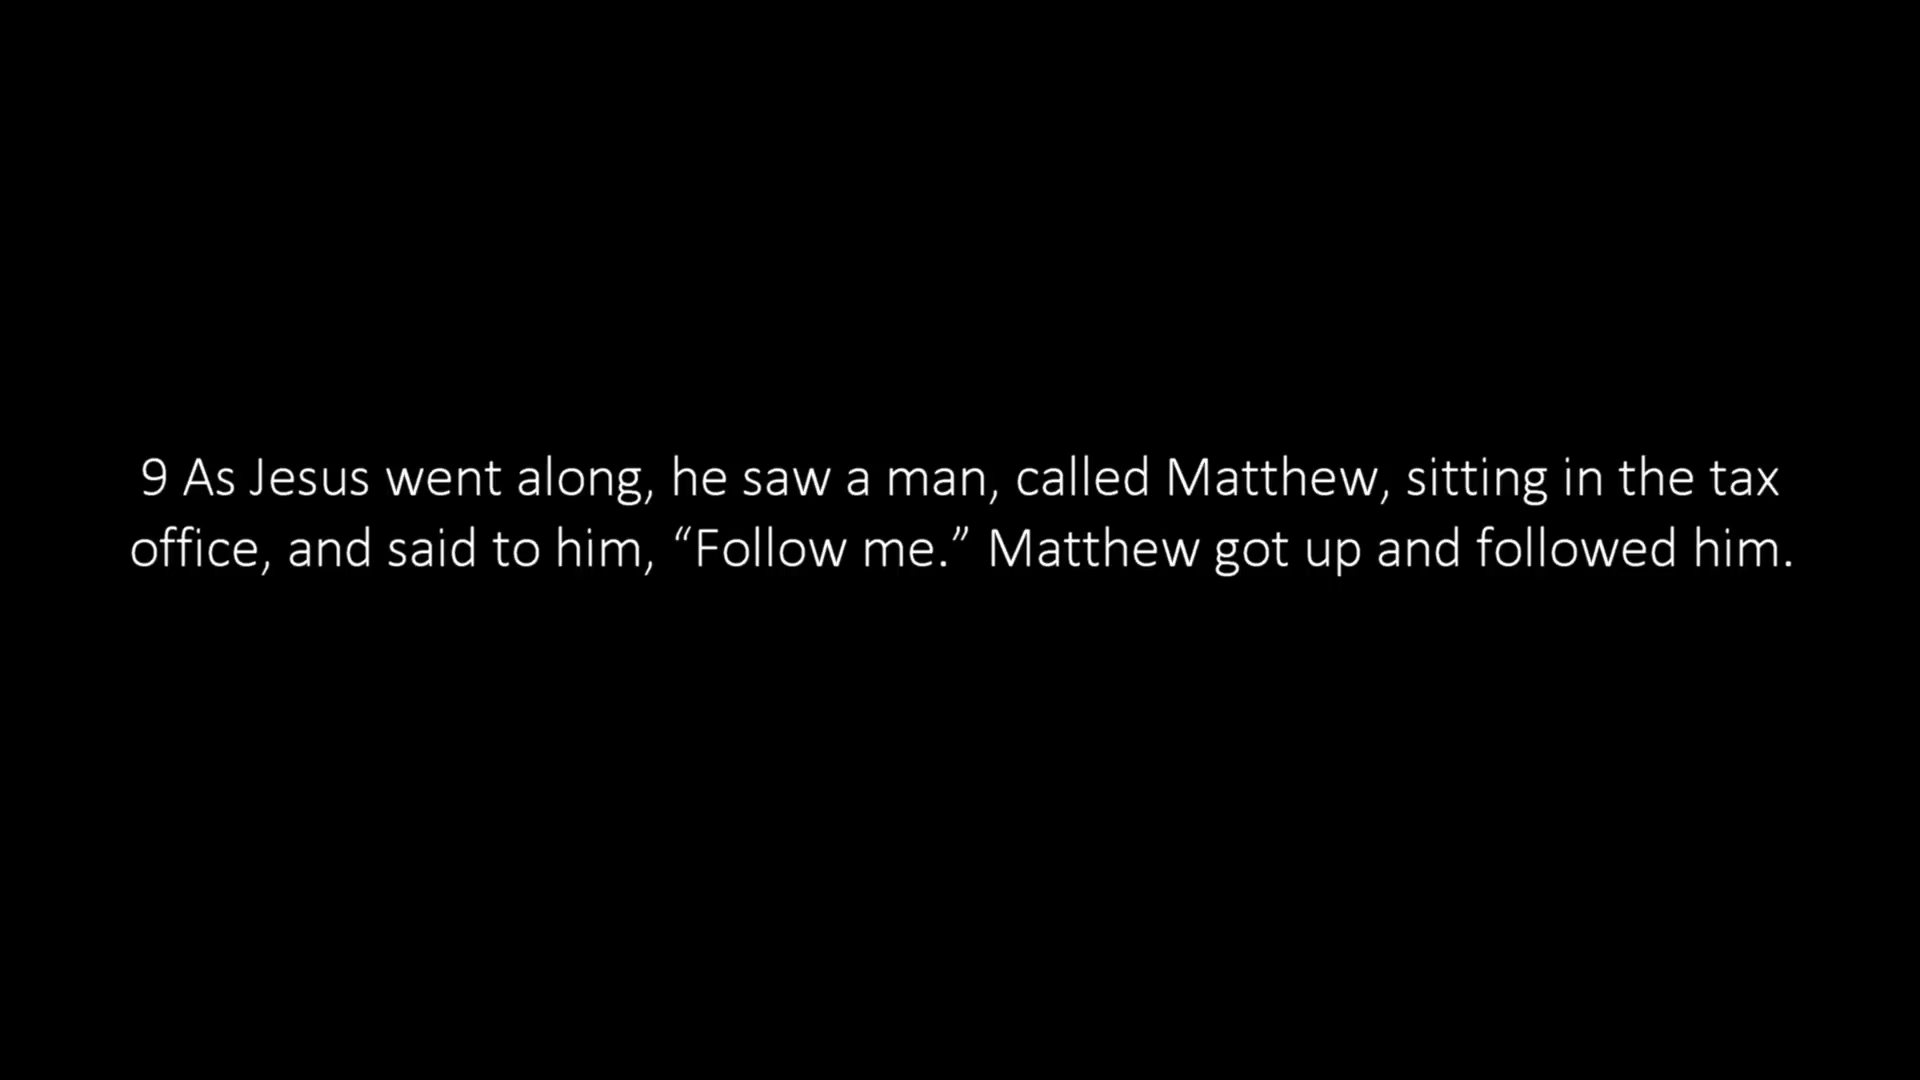 9 As Jesus went along, he saw a man, called Matthew, sitting in the tax
office, and said to him, “Follow me.” Matthew got up and followed him.